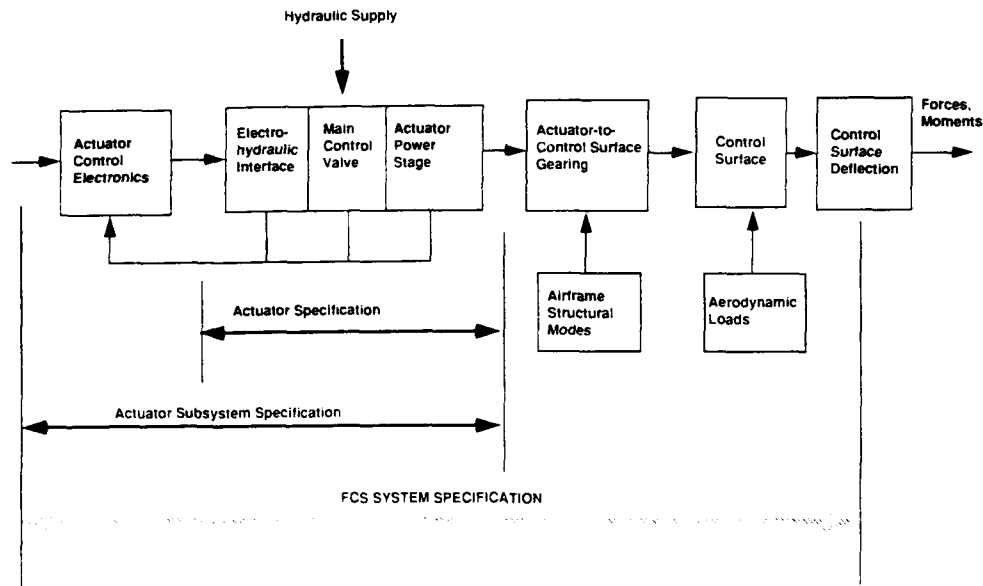 Hydraulic Supply
Actuator
Control
Electronics
Electro-
hydraulic
Interface
Main
Control
Valve
Actuator
Power
Stage
Actuator-to-
Control Surface
Gearing
Control
Surface
Control
Surface
Deflection
Forces,
Moments
Airframe
Structural
Modes
Aerodynamic
Loads
Actuator Specification
Actuator Subsystem Specification
FCS SYSTEM SPECIFICATION